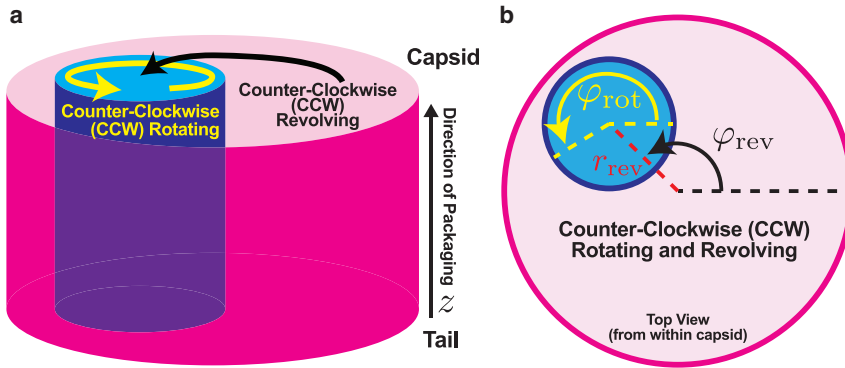 a
Capsid
Counter-Clockwise
(CCW) Rotating
Counter-Clockwise
(CCW)
Revolving
Direction of Packaging
z
Tail
b
φrot
φrev
rrev
Counter-Clockwise (CCW)
Rotating and Revolving
Top View
(from within capsid)